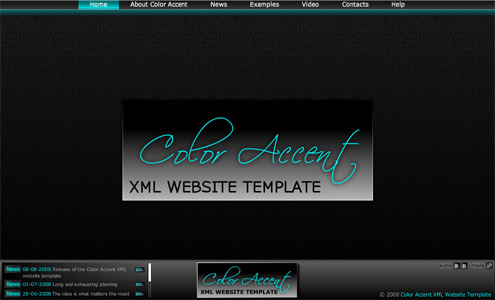 Home About Color Accent News Examples Video Contacts Help
Color Accent
XML WEBSITE TEMPLATE
News 08-08-2008 Release of the Color Accent XML
website template
News 01-07-2008 Long and exhausting planning
News 28-06-2008 The idea is what matters the most
Color Accent
XML WEBSITE TEMPLATE
© 2008 Color Accent XML Website Template